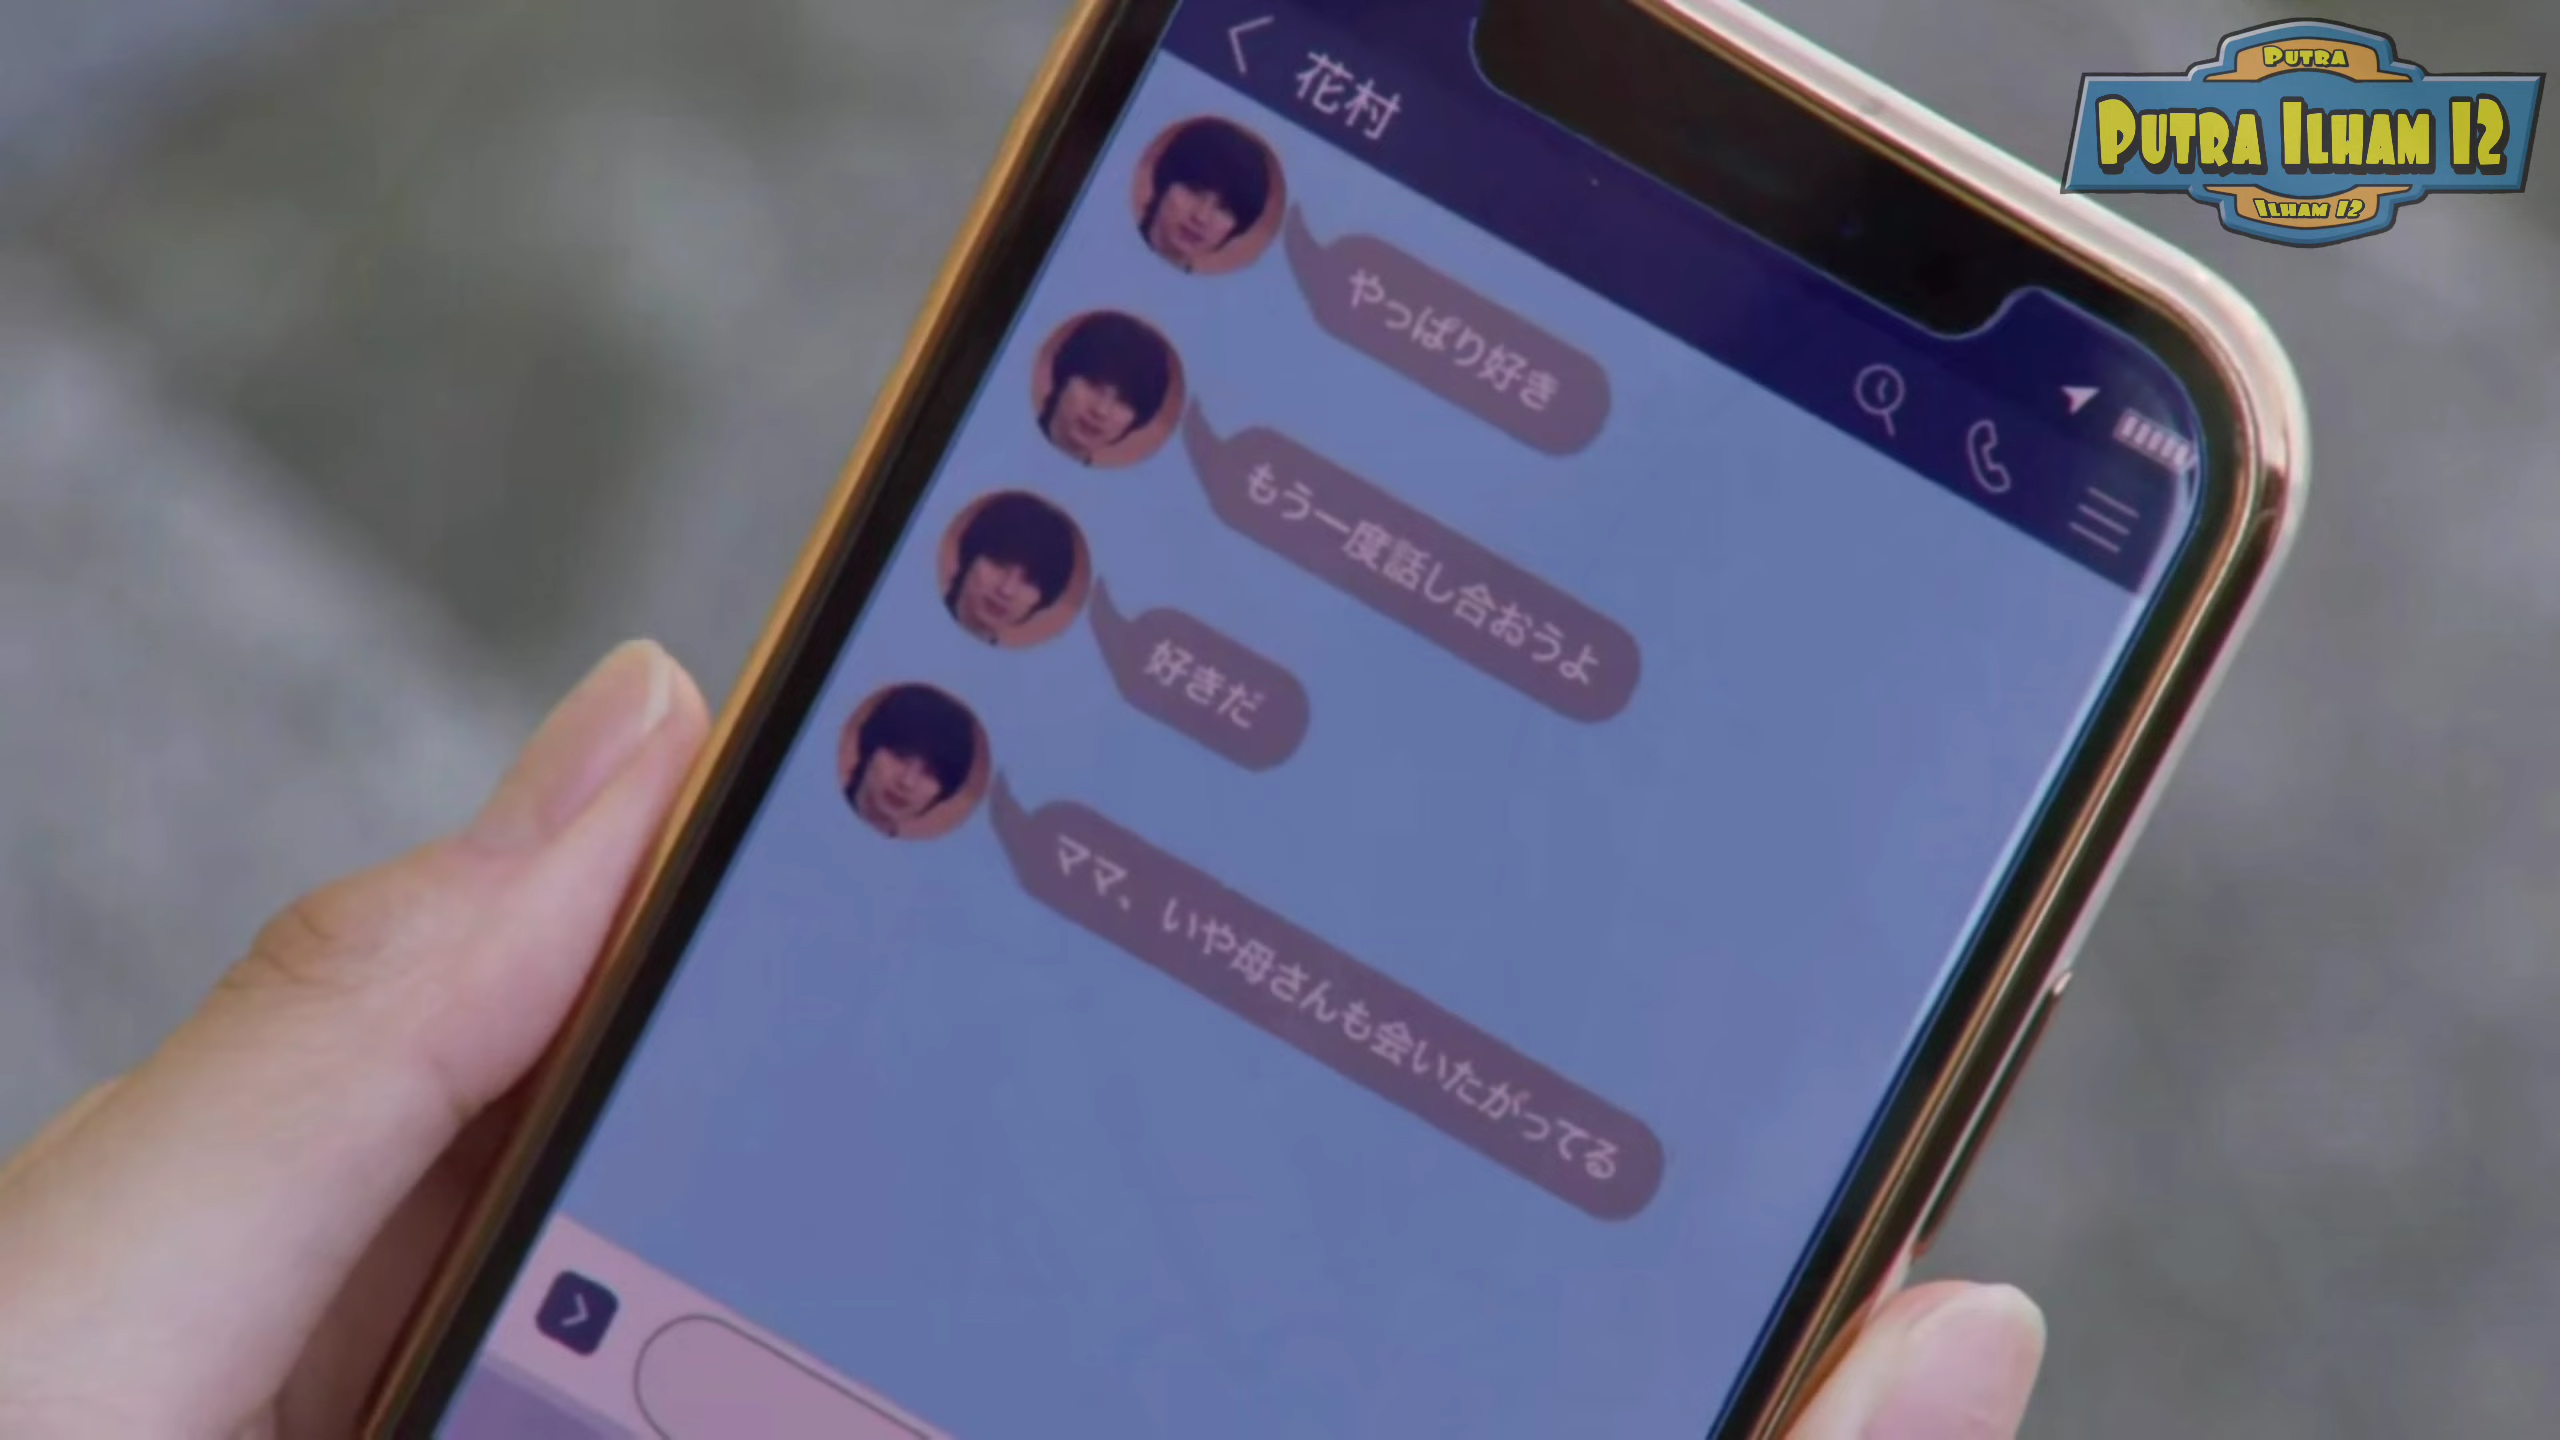 PUTRA
PUTRA ILHAM 12
ILHAM 12
花村
やっぱり好き
もう一度話し合おうよ
好きだ
ママ、いや母さんも会いたがってる